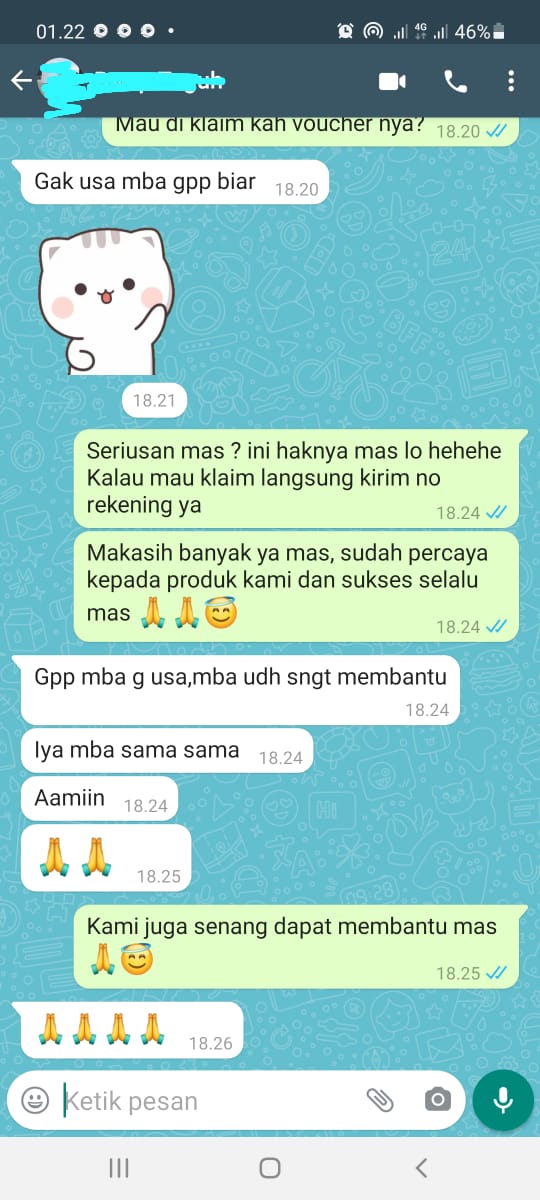 01.22
4G
46%
Mau di klaim kah voucher nya?
18.20
Gak usa mba gpp biar
18.20
18.21
Seriusan mas ? ini haknya mas lo hehehe
Kalau mau klaim langsung kirim no
rekening ya
18.24
Makasih banyak ya mas, sudah percaya
kepada produk kami dan sukses selalu
mas 🙏 🙏😇
18.24
Gpp mba g usa,mba udh sngt membantu
18.24
Iya mba sama sama
18.24
Aamiin
18.24
🙏 🙏
18.25
Kami juga senang dapat membantu mas
🙏😇
18.25
🙏 🙏 🙏 🙏
18.26
Ketik pesan